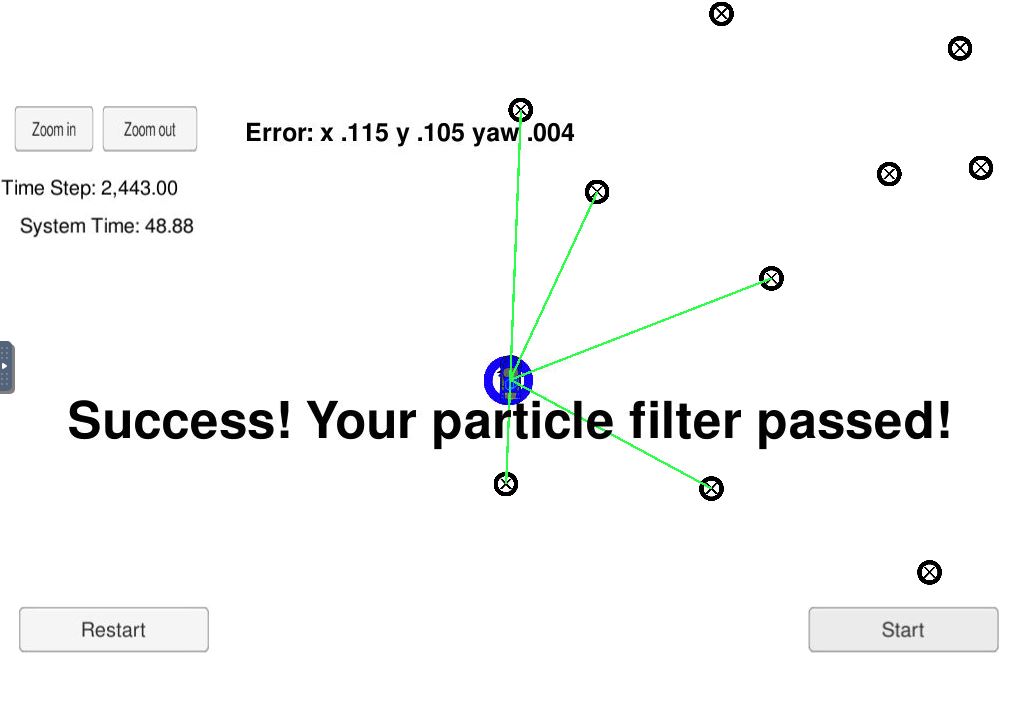 Zoom in
Zoom out
Error: x .115 y .105 yaw .004
Time Step: 2,443.00
System Time: 48.88
Success! Your particle filter passed!
Restart
Start